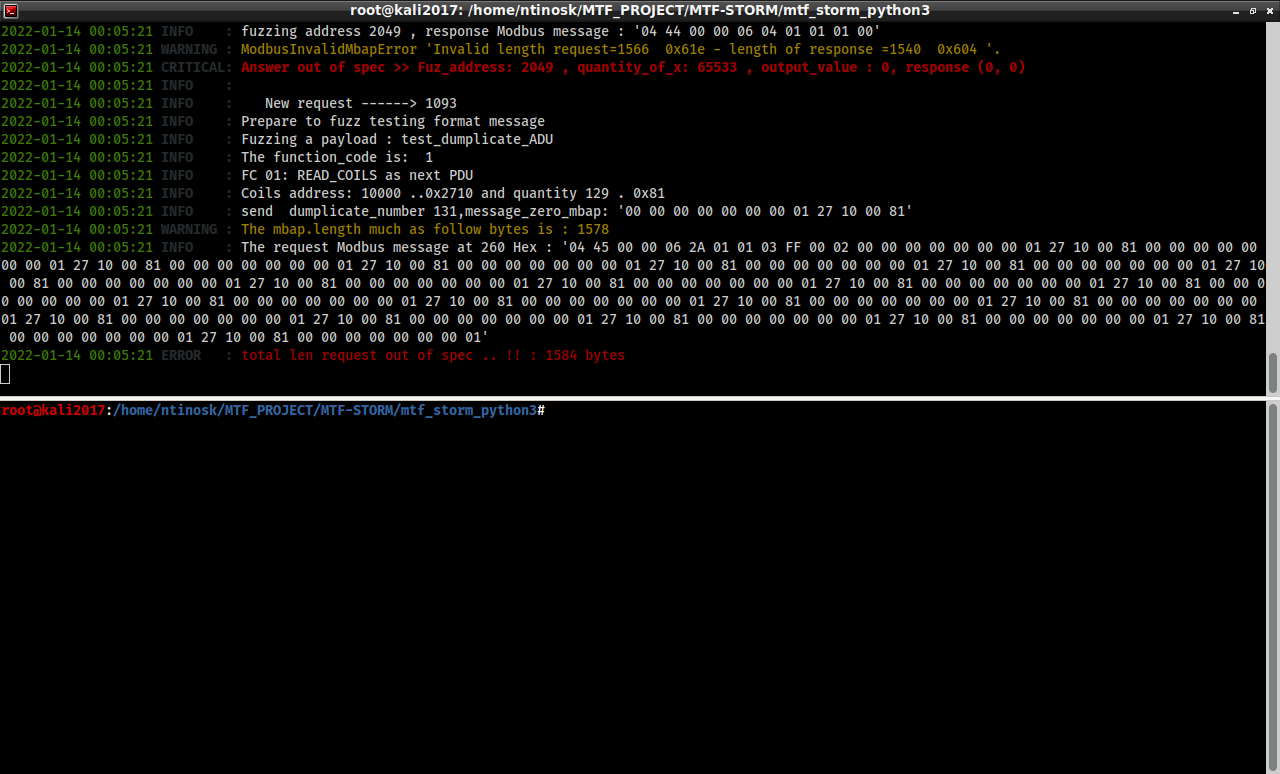 root@kali2017: /home/ntinosk/MTF_PROJECT/MTF-STORM/mtf_storm_python3
2022-01-14 00:05:21 INFO    : fuzzing address 2049 , response Modbus message : '04 44 00 00 06 04 01 01 01 00'
2022-01-14 00:05:21 WARNING : ModbusInvalidMbapError 'Invalid length request=1566  0x61e - length of response =1540  0x604 '.
2022-01-14 00:05:21 CRITICAL: Answer out of spec >> Fuz_address: 2049 , quantity_of_x: 65533 , output_value : 0, response (0, 0)
2022-01-14 00:05:21 INFO    :
2022-01-14 00:05:21 INFO    :    New request ------> 1093
2022-01-14 00:05:21 INFO    : Prepare to fuzz testing format message
2022-01-14 00:05:21 INFO    : Fuzzing a payload : test_dumplicate_ADU
2022-01-14 00:05:21 INFO    : The function_code is:  1
2022-01-14 00:05:21 INFO    : FC 01: READ_COILS as next PDU
2022-01-14 00:05:21 INFO    : Coils address: 10000 ..0x2710 and quantity 129 . 0x81
2022-01-14 00:05:21 INFO    : send  dumplicate_number 131,message_zero_mbap: '00 00 00 00 00 00 00 01 27 10 00 81'
2022-01-14 00:05:21 WARNING : The mbap.length much as follow bytes is : 1578
2022-01-14 00:05:21 INFO    : The request Modbus message at 260 Hex : '04 45 00 00 06 2A 01 01 03 FF 00 02 00 00 00 00 00 00 00 01 27 10 00 81 00 00 00 00 00
00 00 01 27 10 00 81 00 00 00 00 00 00 00 01 27 10 00 81 00 00 00 00 00 00 00 01 27 10 00 81 00 00 00 00 00 00 00 01 27 10 00 81 00 00 00 00 00 00 00 01 27 10
 00 81 00 00 00 00 00 00 00 01 27 10 00 81 00 00 00 00 00 00 00 01 27 10 00 81 00 00 00 00 00 00 00 01 27 10 00 81 00 00 00 00 00 00 00 01 27 10 00 81 00 00 0
0 00 00 00 00 01 27 10 00 81 00 00 00 00 00 00 00 01 27 10 00 81 00 00 00 00 00 00 00 01 27 10 00 81 00 00 00 00 00 00 00 01 27 10 00 81 00 00 00 00 00 00 00
01 27 10 00 81 00 00 00 00 00 00 00 01 27 10 00 81 00 00 00 00 00 00 00 01 27 10 00 81 00 00 00 00 00 00 00 01 27 10 00 81 00 00 00 00 00 00 00 01 27 10 00 81
 00 00 00 00 00 00 00 01 27 10 00 81 00 00 00 00 00 00 00 01'
2022-01-14 00:05:21 ERROR   : total len request out of spec .. !! : 1584 bytes
root@kali2017:/home/ntinosk/MTF_PROJECT/MTF-STORM/mtf_storm_python3#